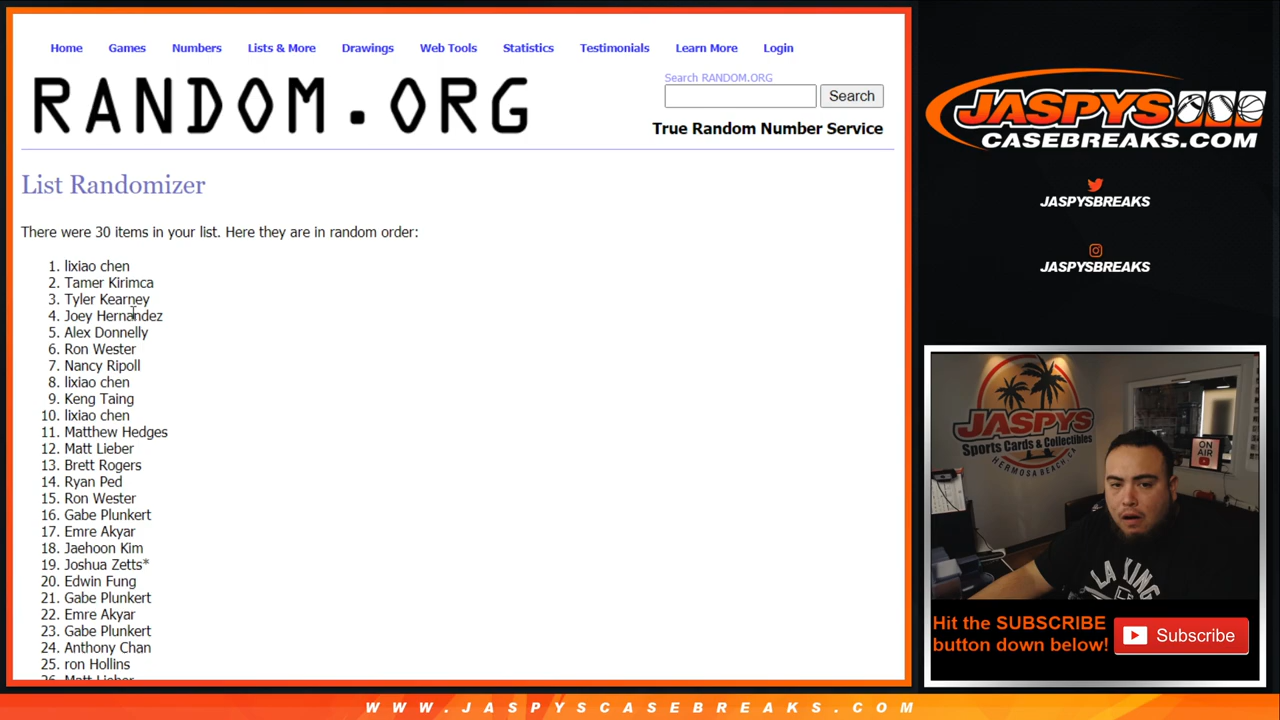 Home Games Numbers Lists & More Drawings Web Tools Statistics Testimonials Learn More Login
RANDOM.ORG
Search RANDOM.ORG
Search
True Random Number Service
List Randomizer
There were 30 items in your list. Here they are in random order:
1. lixiao chen
2. Tamer Kirimca
3. Tyler Kearney
4. Joey Hernandez
5. Alex Donnelly
6. Ron Wester
7. Nancy Ripoll
8. lixiao chen
9. Keng Taing
10. lixiao chen
11. Matthew Hedges
12. Matt Lieber
13. Brett Rogers
14. Ryan Ped
15. Ron Wester
16. Gabe Plunkert
17. Emre Akyar
18. Jaehoon Kim
19. Joshua Zetts*
20. Edwin Fung
21. Gabe Plunkert
22. Emre Akyar
23. Gabe Plunkert
24. Anthony Chan
25. ron Hollins
26. Matt Lieber
JASPYS
CASEBREAKS.COM
JASPYSBREAKS
JASPYSBREAKS
JASPYS
Sports Cards & Collectibles
HERMOSA BEACH, CA
ON
AIR
LA KINGS
Hit the SUBSCRIBE
button down below!
Subscribe
WWW.JASPYSCASEBREAKS.COM